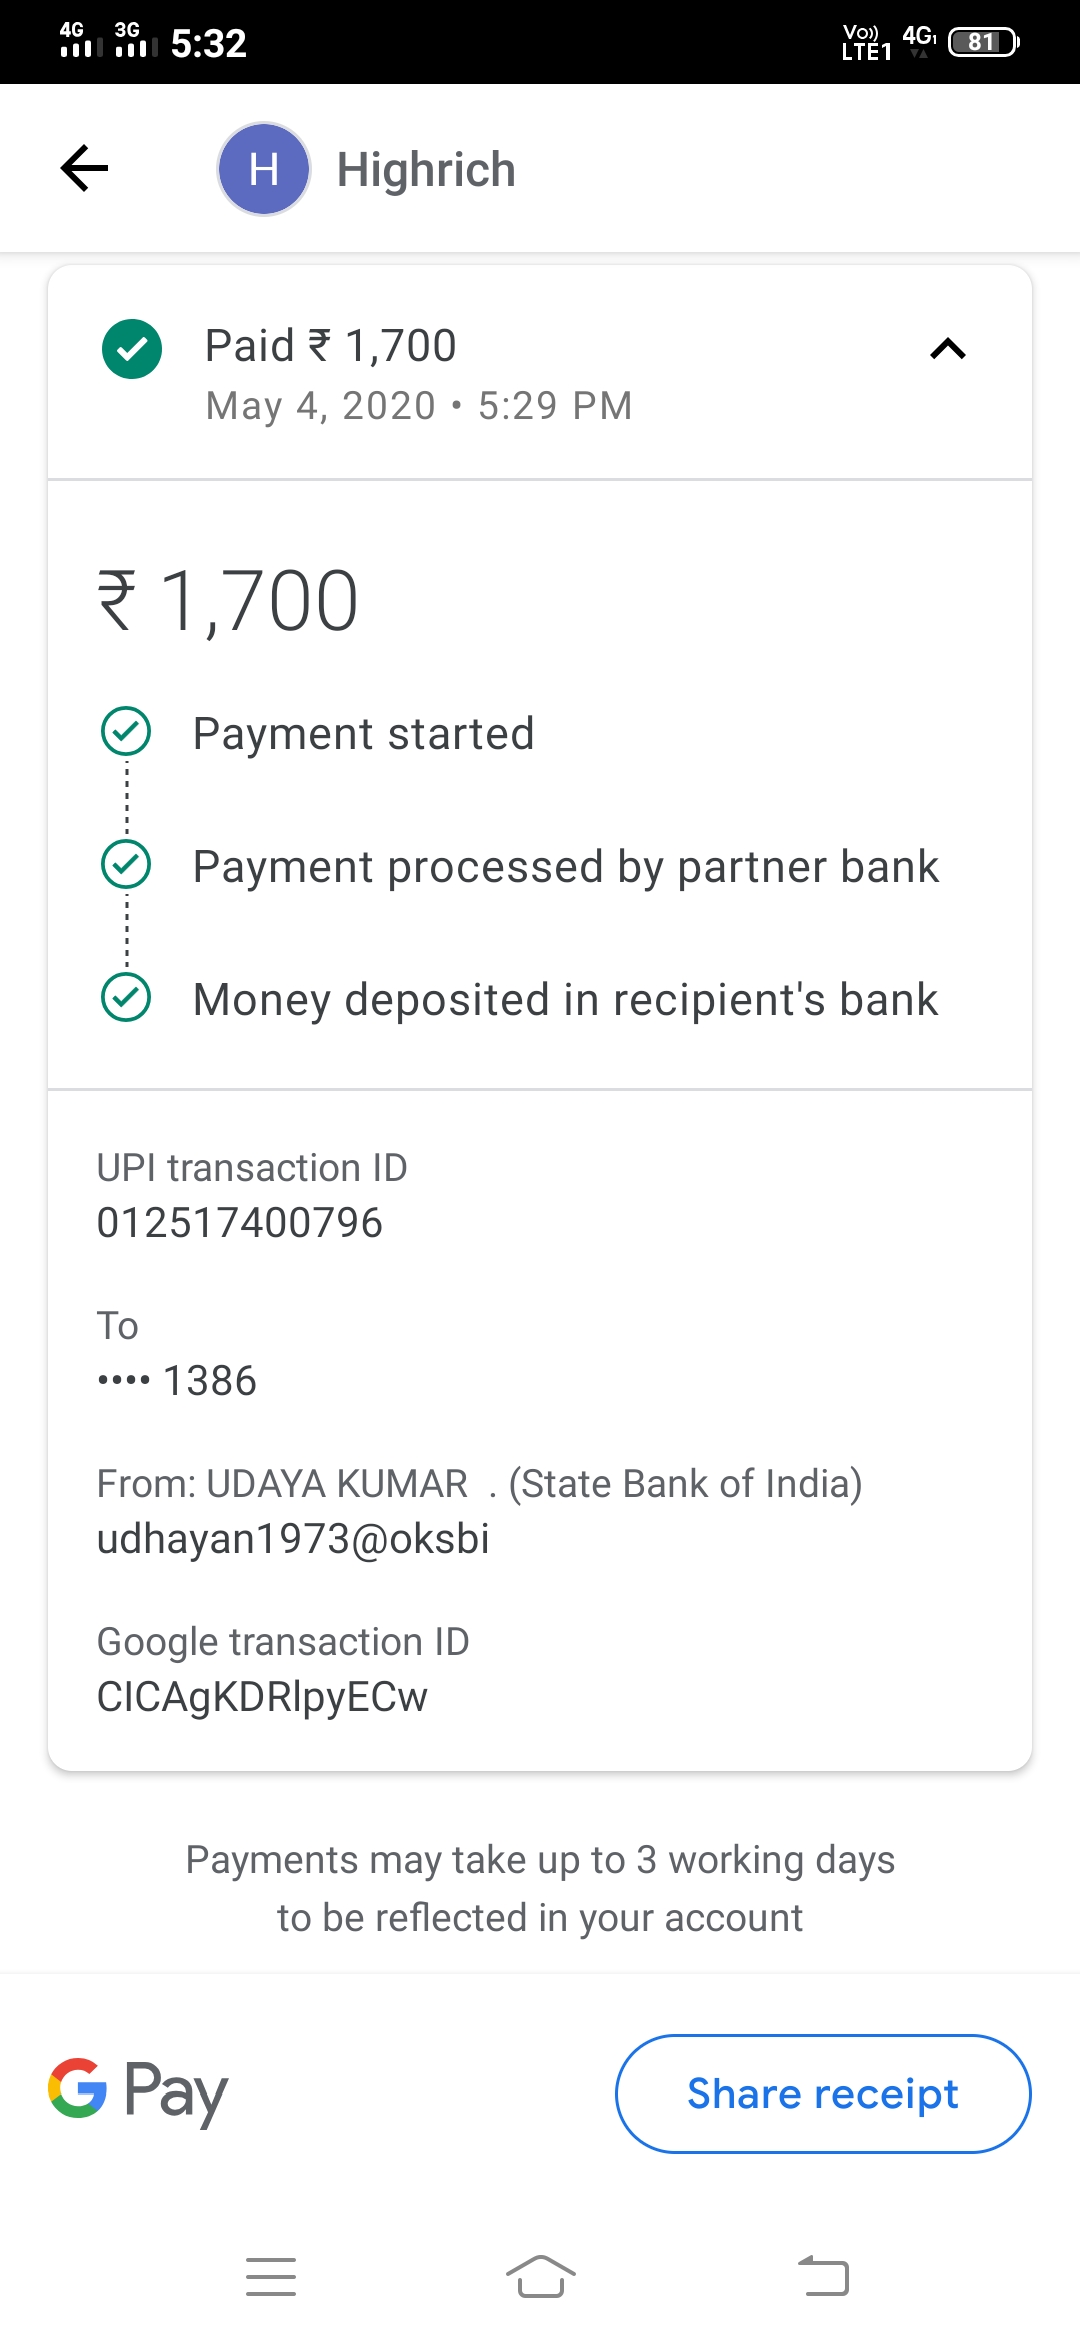 4G 3G 5:32 Vo)) LTE1 4G1 81
H Highrich
Paid ₹ 1,700
May 4, 2020 • 5:29 PM
₹ 1,700
Payment started
Payment processed by partner bank
Money deposited in recipient's bank
UPI transaction ID
012517400796
To
•••• 1386
From: UDAYA KUMAR . (State Bank of India)
udhayan1973@oksbi
Google transaction ID
CICAgKDRlpyECw
Payments may take up to 3 working days
to be reflected in your account
G Pay Share receipt